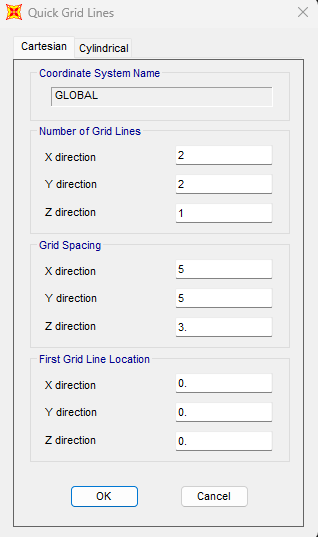 Quick Grid Lines
Cartesian Cylindrical
Coordinate System Name
GLOBAL
Number of Grid Lines
X direction 2
Y direction 2
Z direction 1
Grid Spacing
X direction 5
Y direction 5
Z direction 3.
First Grid Line Location
X direction 0.
Y direction 0.
Z direction 0.
OK Cancel